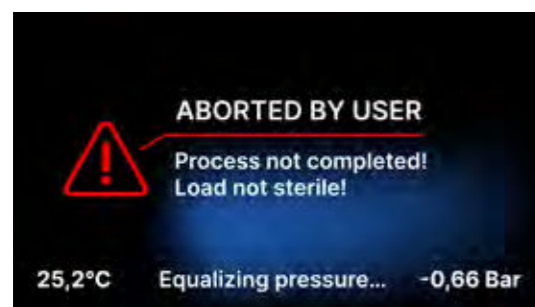 ABORTED BY USER
Process not completed!
Load not sterile!
25,2°C Equalizing pressure... -0,66 Bar